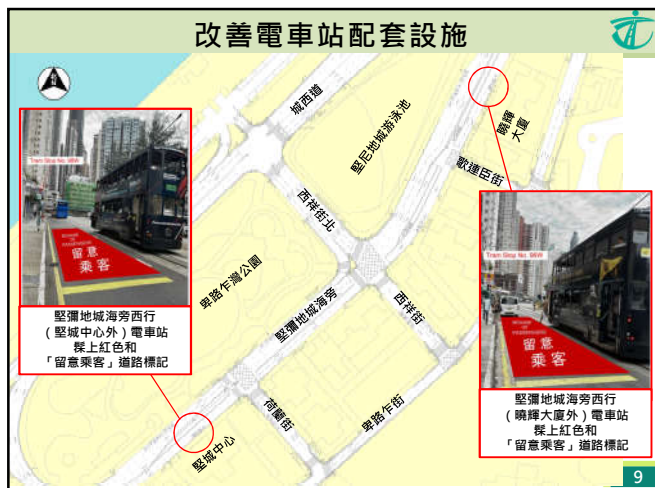 改善電車站配套設施
城西道
堅尼地城游泳池
曉輝
大廈
歌連臣街
西祥街北
卑路乍灣公園
堅彌地城海旁
西祥街
荷蘭街
卑路乍街
堅城中心
留意
乘客
堅彌地城海旁西行
(堅城中心外)電車站
髹上紅色和
「留意乘客」道路標記
留意
乘客
堅彌地城海旁西行
(曉輝大廈外)電車站
髹上紅色和
「留意乘客」道路標記
9